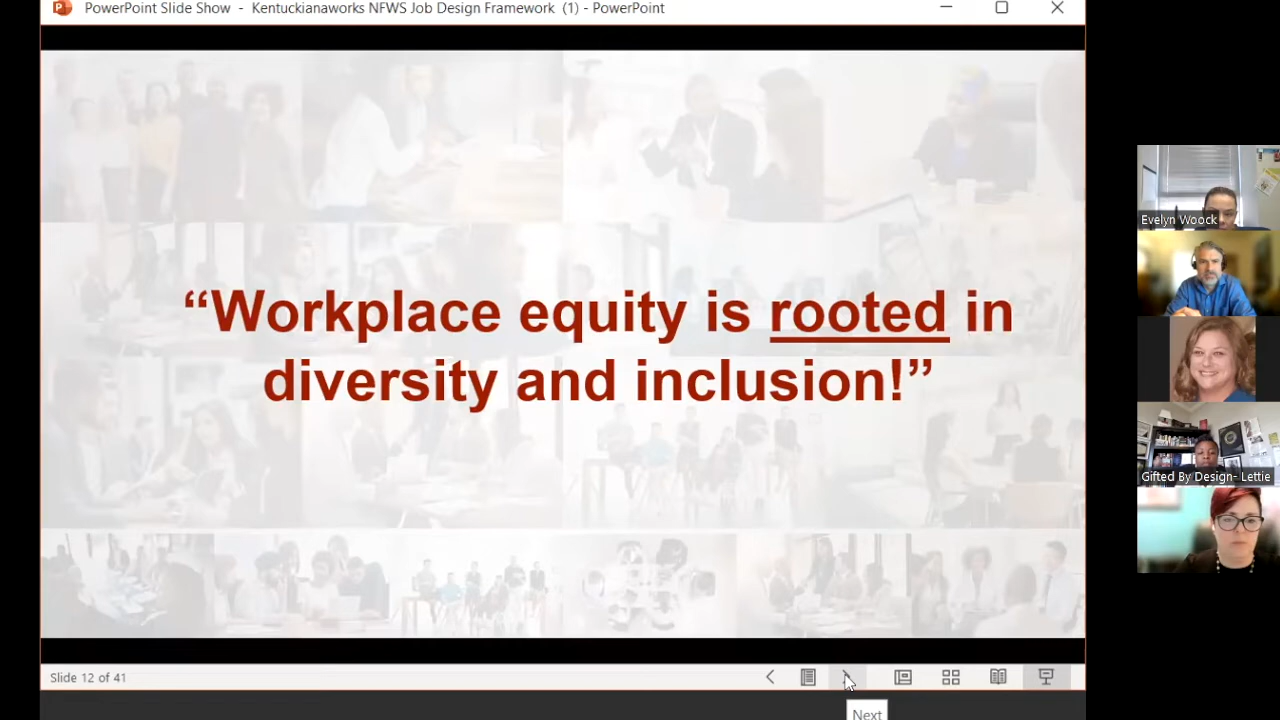 PowerPoint Slide Show - Kentuckianaworks NFWS Job Design Framework (1) - PowerPoint
“Workplace equity is rooted in
diversity and inclusion!”
Evelyn Woock
Gifted By Design- Lettie
Slide 12 of 41
Next